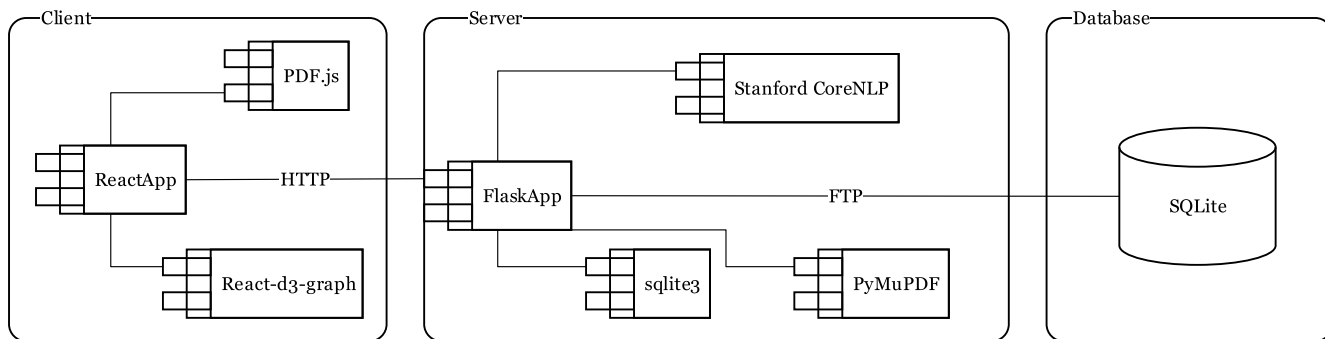 Client
Server
Database
PDF.js
Stanford CoreNLP
ReactApp
HTTP
FlaskApp
FTP
SQLite
React-d3-graph
sqlite3
PyMuPDF